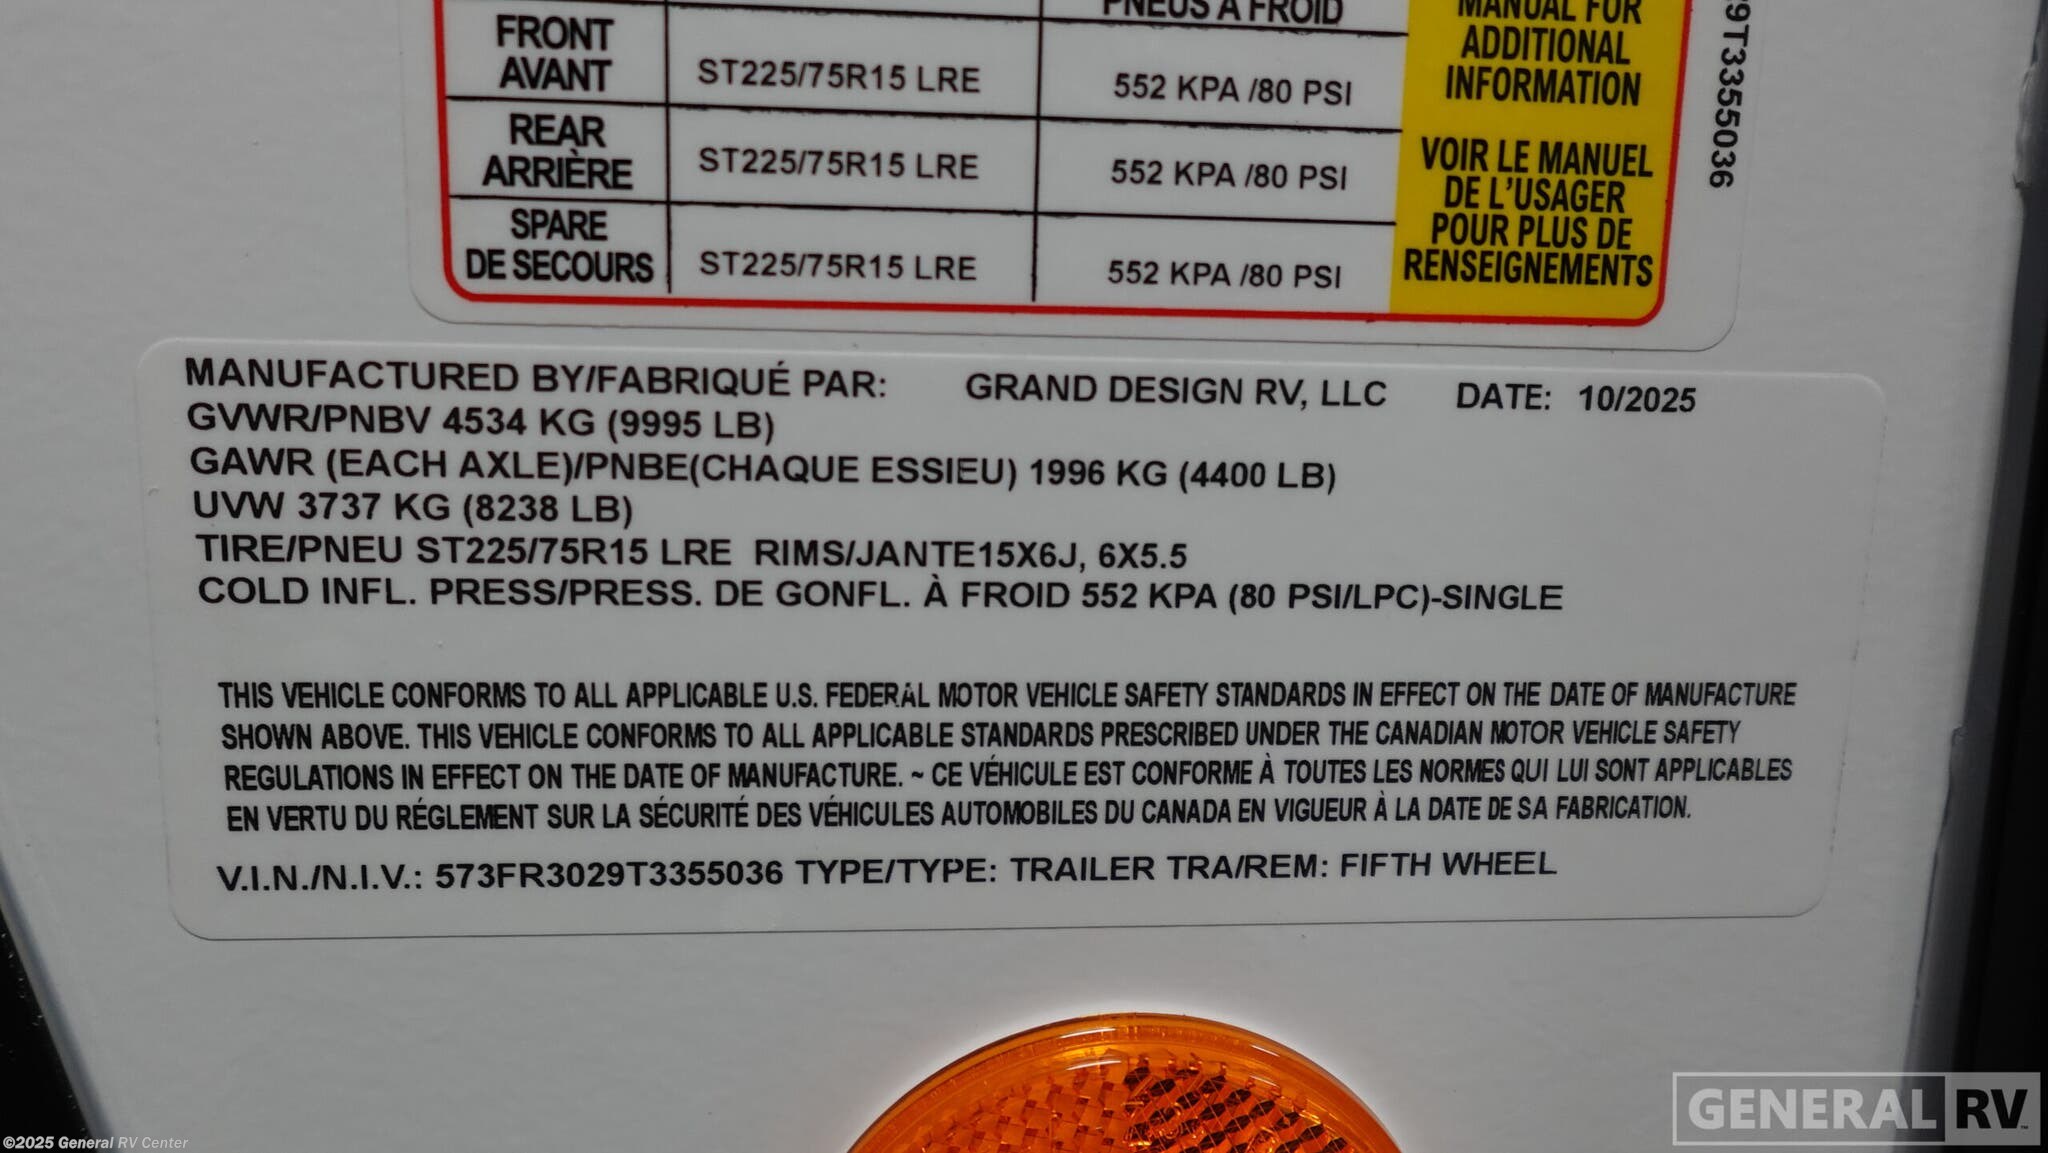 PNEUS À FROID
FRONT
AVANT
ST225/75R15 LRE
552 KPA /80 PSI
REAR
ARRIÈRE
ST225/75R15 LRE
552 KPA /80 PSI
SPARE
DE SECOURS
ST225/75R15 LRE
552 KPA /80 PSI
MANUAL FOR
ADDITIONAL
INFORMATION
VOIR LE MANUEL
DE L'USAGER
POUR PLUS DE
RENSEIGNEMENTS
29T3355036
MANUFACTURED BY/FABRIQUÉ PAR: GRAND DESIGN RV, LLC DATE: 10/2025
GVWR/PNBV 4534 KG (9995 LB)
GAWR (EACH AXLE)/PNBE(CHAQUE ESSIEU) 1996 KG (4400 LB)
UVW 3737 KG (8238 LB)
TIRE/PNEU ST225/75R15 LRE RIMS/JANTE15X6J, 6X5.5
COLD INFL. PRESS/PRESS. DE GONFL. À FROID 552 KPA (80 PSI/LPC)-SINGLE
THIS VEHICLE CONFORMS TO ALL APPLICABLE U.S. FEDERAL MOTOR VEHICLE SAFETY STANDARDS IN EFFECT ON THE DATE OF MANUFACTURE
SHOWN ABOVE. THIS VEHICLE CONFORMS TO ALL APPLICABLE STANDARDS PRESCRIBED UNDER THE CANADIAN MOTOR VEHICLE SAFETY
REGULATIONS IN EFFECT ON THE DATE OF MANUFACTURE. ~ CE VÉHICULE EST CONFORME À TOUTES LES NORMES QUI LUI SONT APPLICABLES
EN VERTU DU RÉGLEMENT SUR LA SÉCURITÉ DES VÉHICULES AUTOMOBILES DU CANADA EN VIGUEUR À LA DATE DE SA FABRICATION.
V.I.N./N.I.V.: 573FR3029T3355036 TYPE/TYPE: TRAILER TRA/REM: FIFTH WHEEL
GENERAL RV
©2025 General RV Center